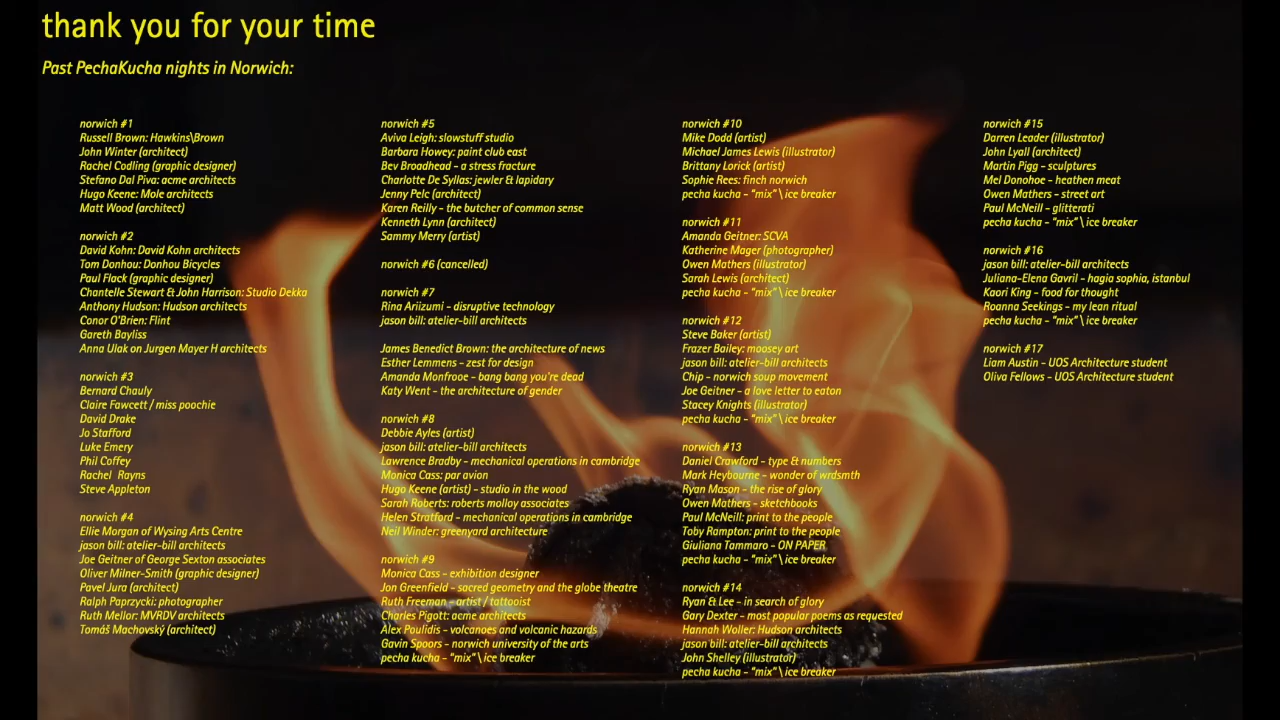 thank you for your time
Past PechaKucha nights in Norwich:
norwich #1
Russell Brown: Hawkins\Brown
John Winter (architect)
Rachel Codling (graphic designer)
Stefano Dal Piva: acme architects
Hugo Keene: Mole architects
Matt Wood (architect)
norwich #2
David Kohn: David Kohn architects
Tom Donhou: Donhou Bicycles
Paul Flack (graphic designer)
Chantelle Stewart & John Harrison: Studio Dekka
Anthony Hudson: Hudson architects
Conor O'Brien: Flint
Gareth Bayliss
Anna Ulak on Jurgen Mayer H architects
norwich #3
Bernard Chauly
Claire Fawcett / miss poochie
David Drake
Jo Stafford
Luke Emery
Phil Coffey
Rachel  Rayns
Steve Appleton
norwich #4
Ellie Morgan of Wysing Arts Centre
jason bill: atelier-bill architects
Joe Geitner of George Sexton associates
Oliver Milner-Smith (graphic designer)
Pavel Jura (architect)
Ralph Paprzycki: photographer
Ruth Mellor: MVRDV architects
Tomáš Machovský (architect)
norwich #5
Aviva Leigh: slowstuff studio
Barbara Howey: paint club east
Bev Broadhead - a stress fracture
Charlotte De Syllas: jewler & lapidary
Jenny Pelc (architect)
Karen Reilly - the butcher of common sense
Kenneth Lynn (architect)
Sammy Merry (artist)
norwich #6 (cancelled)
norwich #7
Rina Ariizumi - disruptive technology
jason bill: atelier-bill architects
James Benedict Brown: the architecture of news
Esther Lemmens - zest for design
Amanda Monfrooe - bang bang you're dead
Katy Went - the architecture of gender
norwich #8
Debbie Ayles (artist)
jason bill: atelier-bill architects
Lawrence Bradby - mechanical operations in cambridge
Monica Cass: par avion
Hugo Keene (artist) - studio in the wood
Sarah Roberts: roberts molloy associates
Helen Stratford - mechanical operations in cambridge
Neil Winder: greenyard architecture
norwich #9
Monica Cass - exhibition designer
Jon Greenfield - sacred geometry and the globe theatre
Ruth Freeman - artist / tattooist
Charles Pigott: acme architects
Alex Poulidis - volcanoes and volcanic hazards
Gavin Spoors - norwich university of the arts
pecha kucha - "mix" \ ice breaker
norwich #10
Mike Dodd (artist)
Michael James Lewis (illustrator)
Brittany Lorick (artist)
Sophie Rees: finch norwich
pecha kucha - "mix" \ ice breaker
norwich #11
Amanda Geitner: SCVA
Katherine Mager (photographer)
Owen Mathers (illustrator)
Sarah Lewis (architect)
pecha kucha - "mix" \ ice breaker
norwich #12
Steve Baker (artist)
Frazer Bailey: moosey art
jason bill: atelier-bill architects
Chip - norwich soup movement
Joe Geitner - a love letter to eaton
Stacey Knights (illustrator)
pecha kucha - "mix" \ ice breaker
norwich #13
Daniel Crawford - type & numbers
Mark Heybourne - wonder of wrdsmth
Ryan Mason - the rise of glory
Owen Mathers - sketchbooks
Paul McNeill: print to the people
Toby Rampton: print to the people
Giuliana Tammaro - ON PAPER
pecha kucha - "mix" \ ice breaker
norwich #14
Ryan & Lee - in search of glory
Gary Dexter - most popular poems as requested
Hannah Woller: Hudson architects
jason bill: atelier-bill architects
John Shelley (illustrator)
pecha kucha - "mix" \ ice breaker
norwich #15
Darren Leader (illustrator)
John Lyall (architect)
Martin Pigg - sculptures
Mel Donohoe - heathen meat
Owen Mathers - street art
Paul McNeill - glitterati
pecha kucha - "mix" \ ice breaker
norwich #16
jason bill: atelier-bill architects
Juliana-Elena Gavril - hagia sophia, istanbul
Kaori King - food for thought
Roanna Seekings - my lean ritual
pecha kucha - "mix" \ ice breaker
norwich #17
Liam Austin - UOS Architecture student
Oliva Fellows - UOS Architecture student